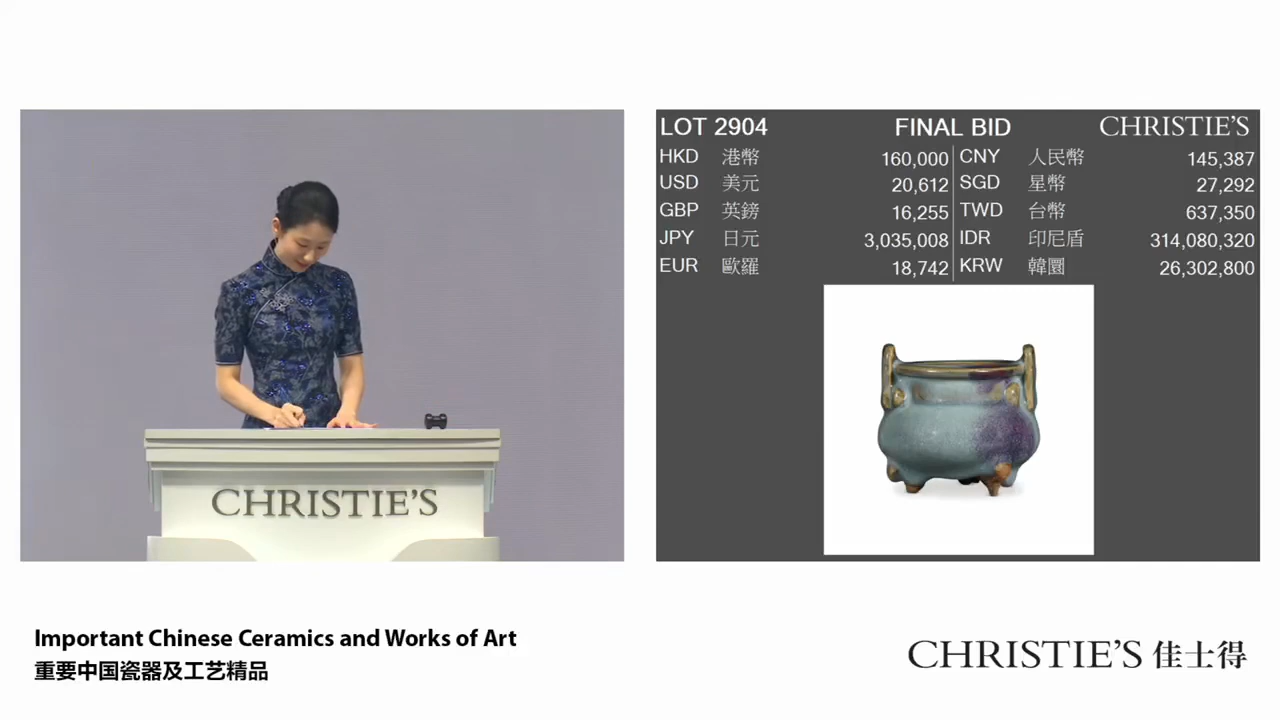 LOT 2904 FINAL BID CHRISTIE'S
HKD 港幣 160,000 CNY 人民幣 145,387
USD 美元 20,612 SGD 星幣 27,292
GBP 英鎊 16,255 TWD 台幣 637,350
JPY 日元 3,035,008 IDR 印尼盾 314,080,320
EUR 歐羅 18,742 KRW 韓圜 26,302,800
CHRISTIE'S
Important Chinese Ceramics and Works of Art
重要中国瓷器及工艺精品
CHRISTIE'S 佳士得